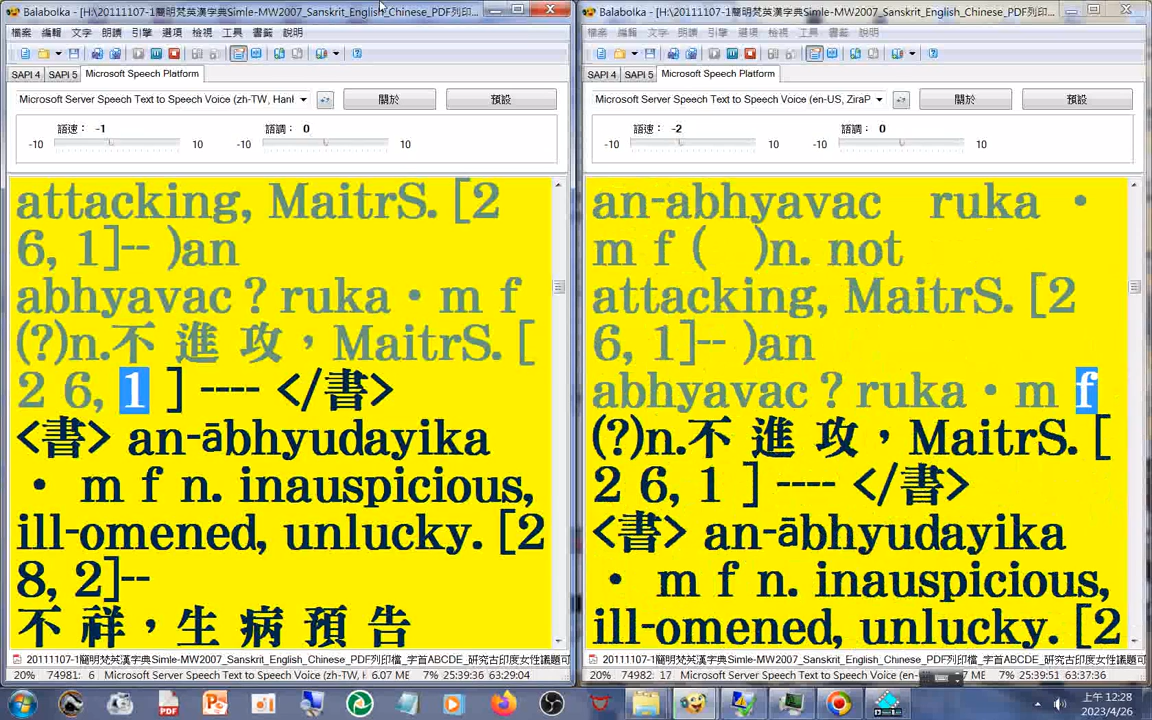 Balabolka - [H:\20111107-1簡明梵英漢字典Simle-MW2007_Sanskrit_English_Chinese_PDF列印...
檔案 編輯 文字 朗讀 引擎 選項 檢視 工具 書籤 說明
SAPI 4 SAPI 5 Microsoft Speech Platform
Microsoft Server Speech Text to Speech Voice (zh-TW, Hanl
關於 預設
語速： -1 語調： 0
-10 10 -10 10
attacking, MaitrS. [2
6, 1]-- )an
abhyavac？ruka・m f
(?)n.不 進 攻，MaitrS. [
2 6, 1 ] ---- </書>
<書> an-ābhyudayika
・ m f n. inauspicious,
ill-omened, unlucky. [2
8, 2]--
不 祥，生 病 預 告
20111107-1簡明梵英漢字典Simle-MW2007_Sanskrit_English_Chinese_PDF列印檔_字首ABCDE_研究古印度女性議題可
20% 74981: 6 Microsoft Server Speech Text to Speech Voice (zh-TW, H 6.07 ME 7% 25:39:36 63:29:04
Balabolka - [H:\20111107-1簡明梵英漢字典Simle-MW2007_Sanskrit_English_Chinese_PDF列印...
檔案 編輯 文字 朗讀 引擎 選項 檢視 工具 書籤 說明
SAPI 4 SAPI 5 Microsoft Speech Platform
Microsoft Server Speech Text to Speech Voice (en-US, ZiraP
關於 預設
語速： -2 語調： 0
-10 10 -10 10
an-abhyavac ruka ・
m f ( )n. not
attacking, MaitrS. [2
6, 1]-- )an
abhyavac？ruka・m f
(?)n.不 進 攻，MaitrS. [
2 6, 1 ] ---- </書>
<書> an-ābhyudayika
・ m f n. inauspicious,
ill-omened, unlucky. [2
20111107-1簡明梵英漢字典Simle-MW2007_Sanskrit_English_Chinese_PDF列印檔_字首ABCDE_研究古印度女性議題可
20% 74982: 17 Microsoft Server Speech Text to Speech Voice (en-US, 7% 25:39:51 63:37:36
上午 12:28
2023/4/26